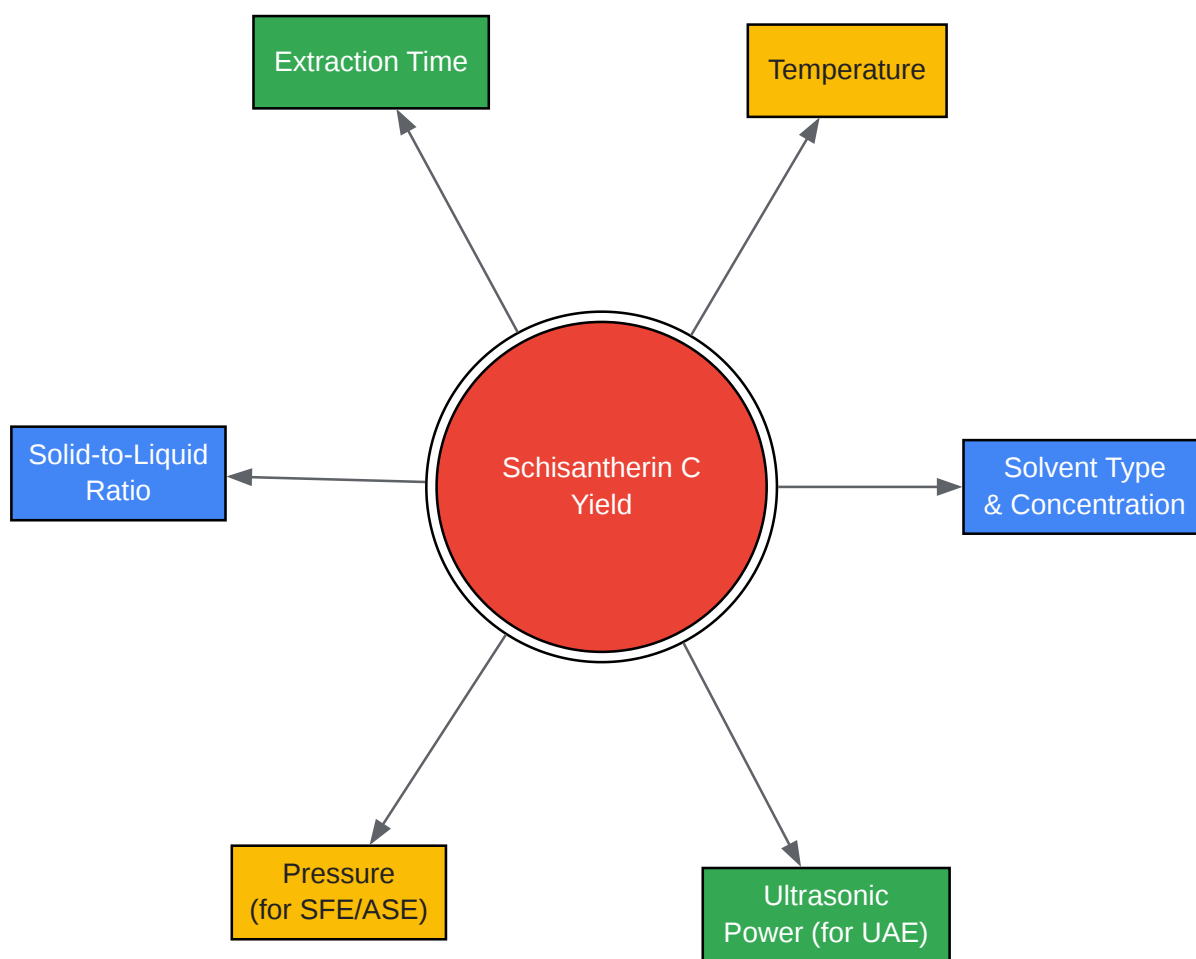 Extraction Time
Temperature
Solid-to-Liquid
Ratio
Schisantherin C
Yield
Solvent Type
& Concentration
Pressure
(for SFE/ASE)
Ultrasonic
Power (for UAE)